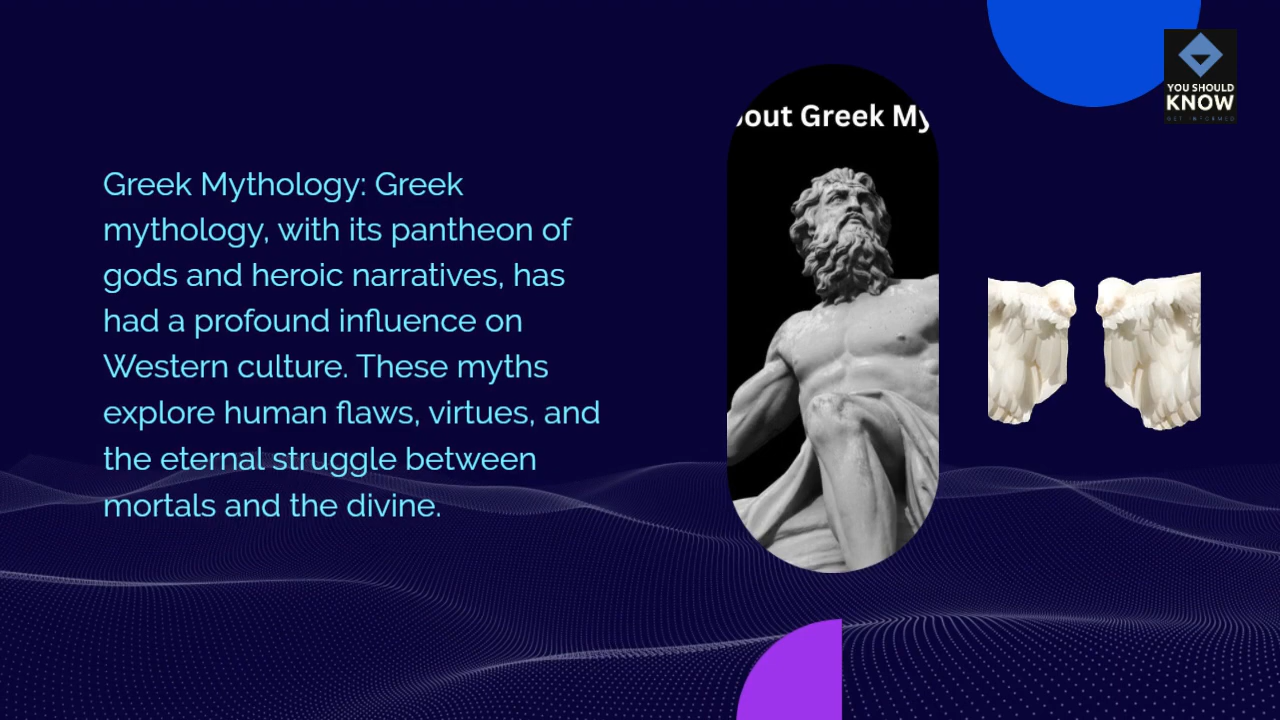 Greek Mythology: Greek
mythology, with its pantheon of
gods and heroic narratives, has
had a profound influence on
Western culture. These myths
explore human flaws, virtues, and
the eternal struggle between
mortals and the divine.
out Greek My
YOU SHOULD
KNOW
GET INFORMED